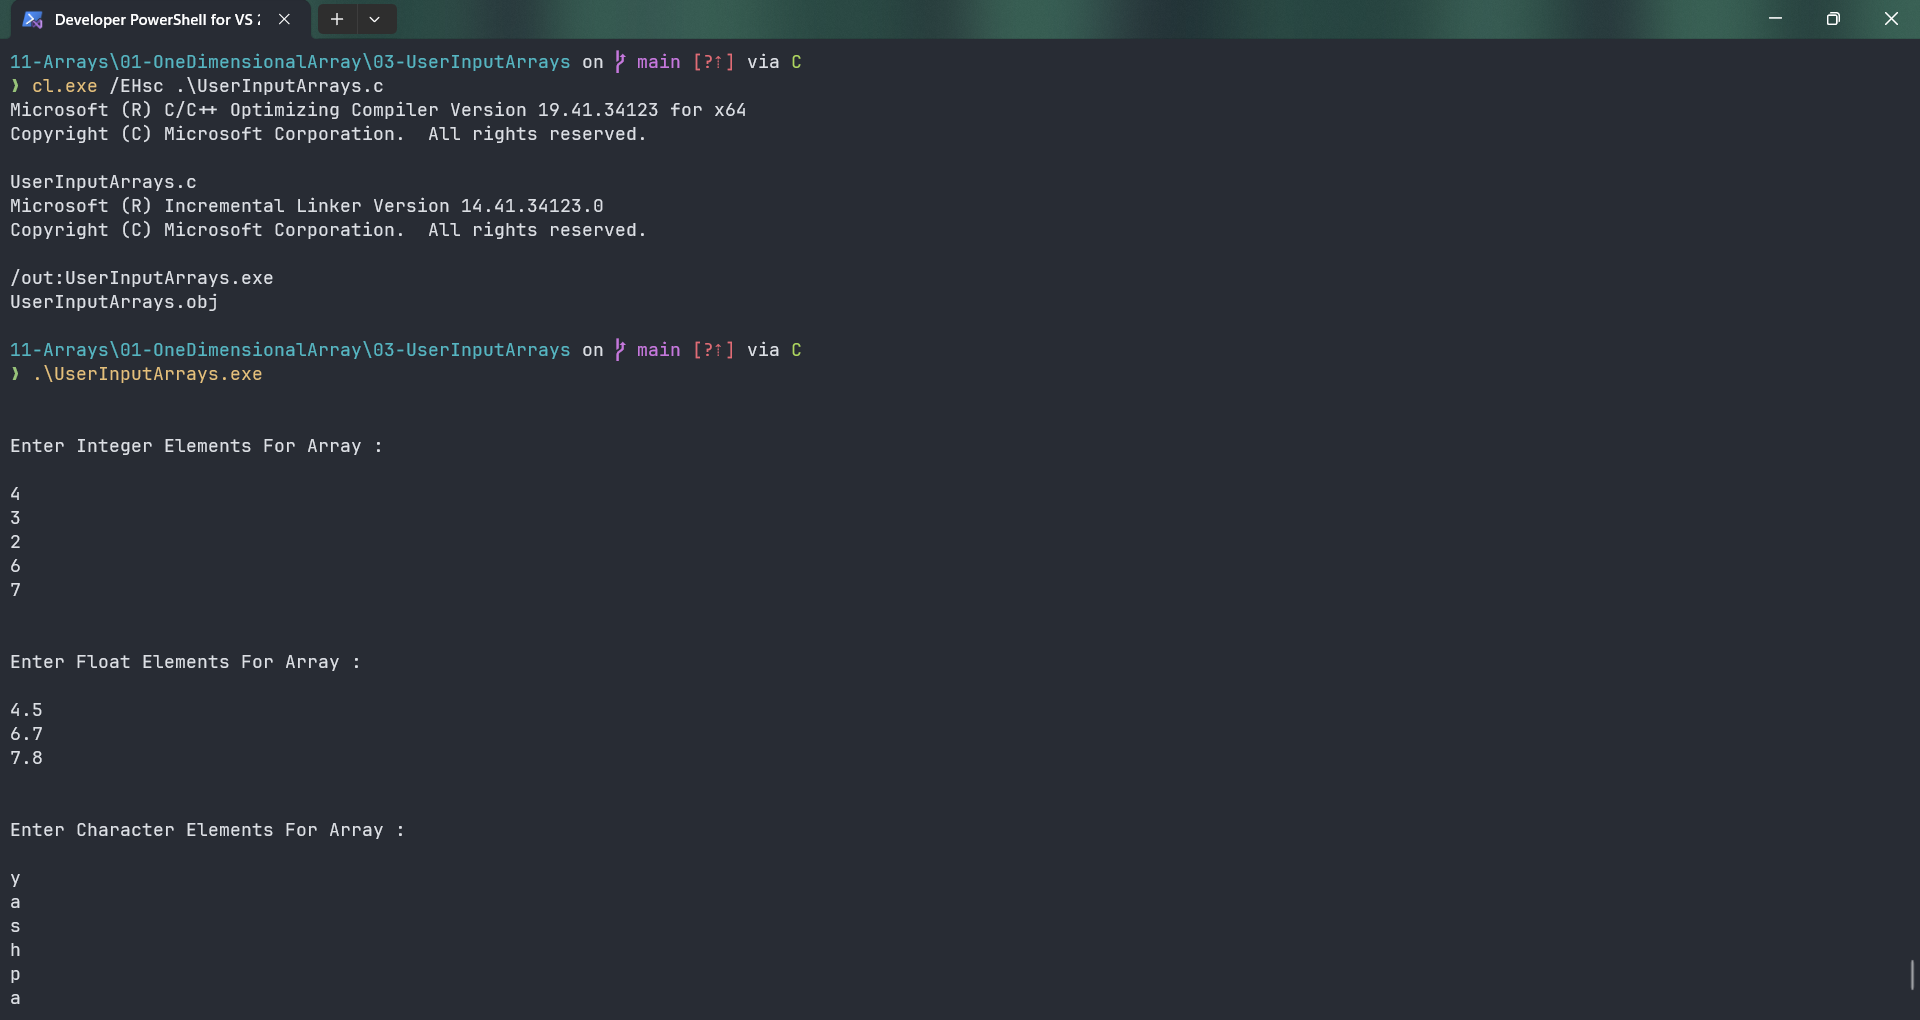 Developer PowerShell for VS 2
11-Arrays\01-OneDimensionalArray\03-UserInputArrays on main [?⇡] via C
❱ cl.exe /EHsc .\UserInputArrays.c
Microsoft (R) C/C++ Optimizing Compiler Version 19.41.34123 for x64
Copyright (C) Microsoft Corporation.  All rights reserved.
UserInputArrays.c
Microsoft (R) Incremental Linker Version 14.41.34123.0
Copyright (C) Microsoft Corporation.  All rights reserved.
/out:UserInputArrays.exe
UserInputArrays.obj
11-Arrays\01-OneDimensionalArray\03-UserInputArrays on main [?⇡] via C
❱ .\UserInputArrays.exe
Enter Integer Elements For Array :
4
3
2
6
7
Enter Float Elements For Array :
4.5
6.7
7.8
Enter Character Elements For Array :
y
a
s
h
p
a